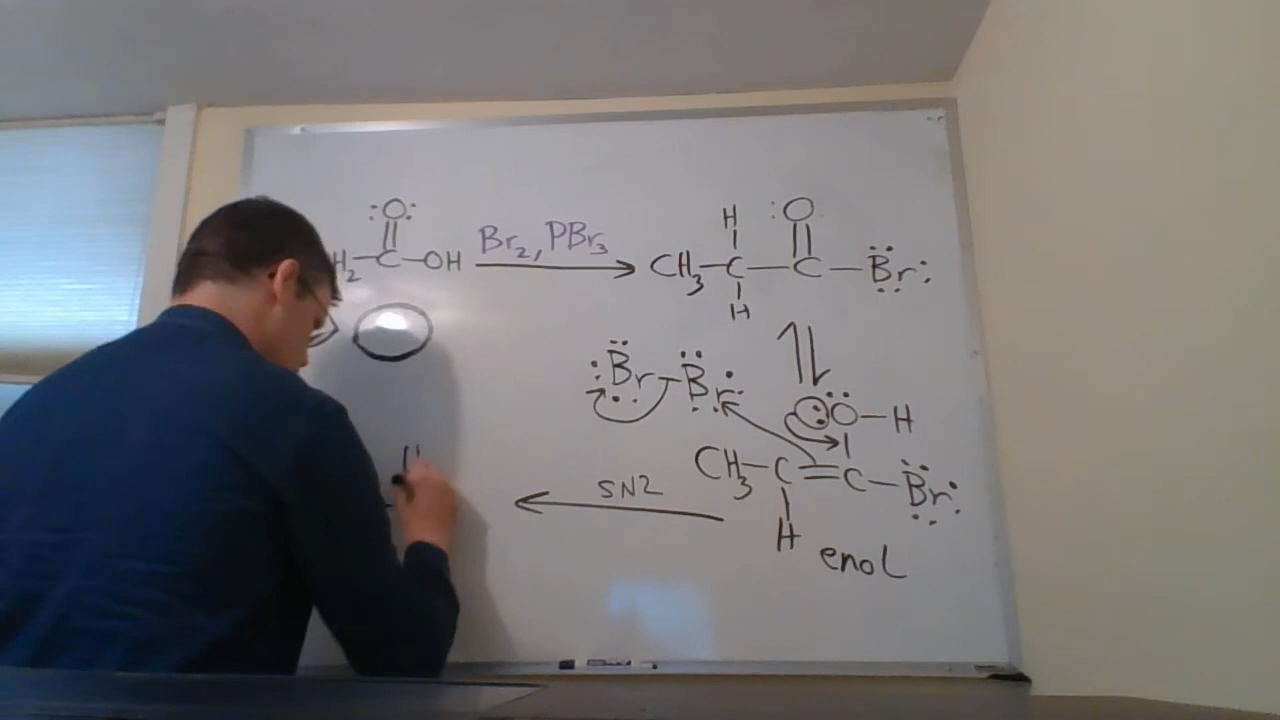 :O:
H₂-C-OH
Br₂, PBr₃
H :O
CH₃-C-C-Br:
H
:Br-Br:
:O-H
CH₃-C=C-Br:
SN2
H
enol